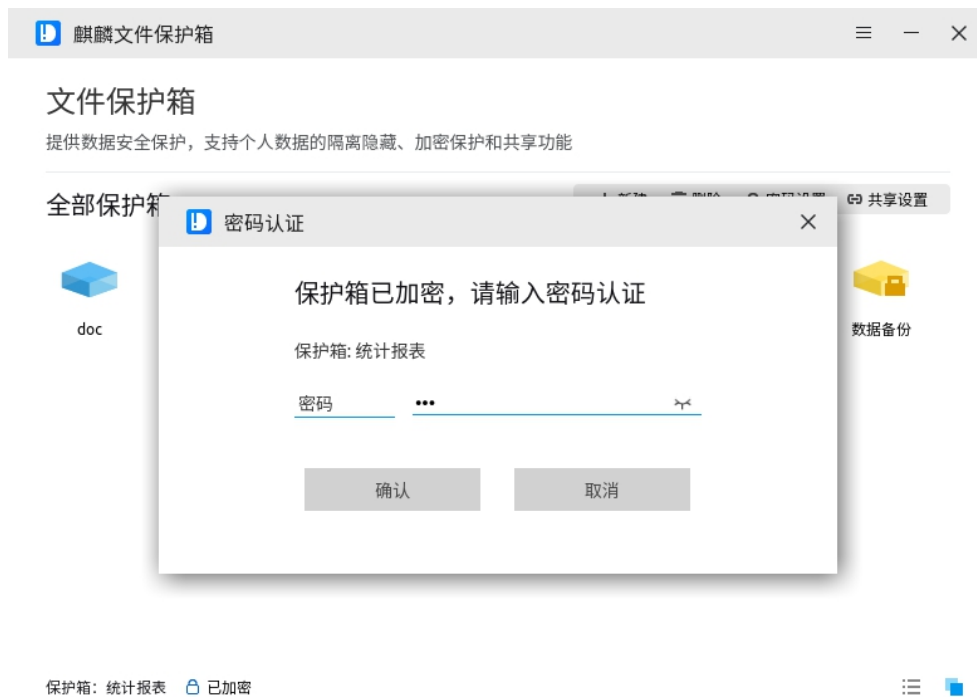 麒麟文件保护箱
文件保护箱
提供数据安全保护，支持个人数据的隔离隐藏、加密保护和共享功能
全部保护箱
共享设置
密码认证
doc
数据备份
保护箱已加密，请输入密码认证
保护箱: 统计报表
密码 •••
确认 取消
保护箱：统计报表 已加密